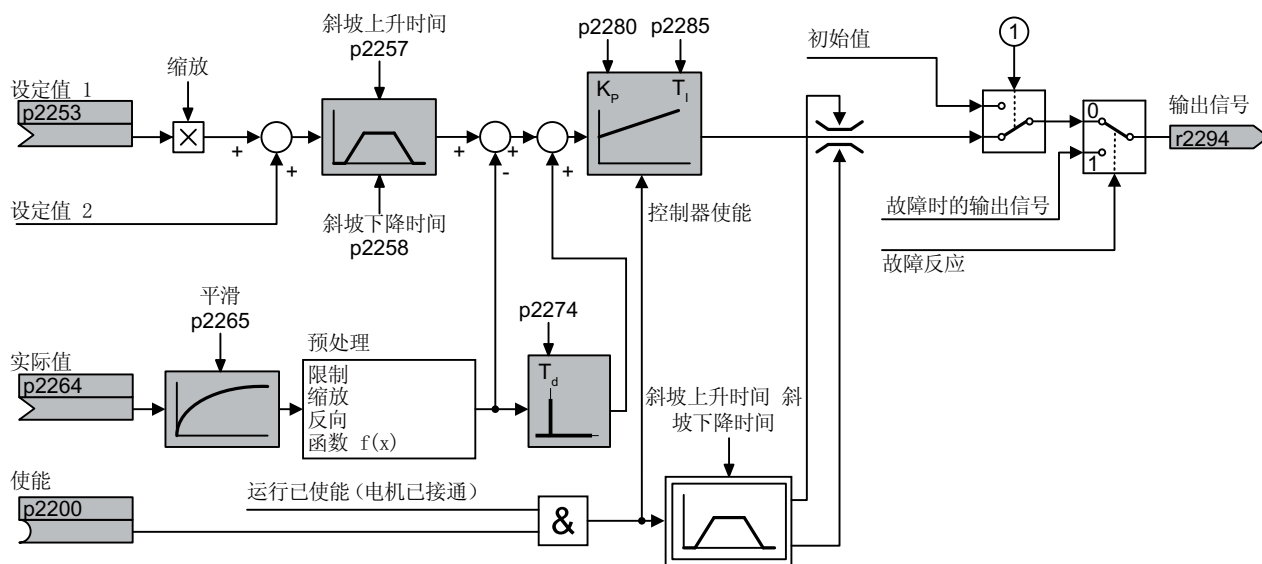 斜坡上升时间
p2257
p2280 p2285
初始值
1
缩放
设定值 1
p2253
K_P T_I
0
输出信号
r2294
+ + + - + +
1
设定值 2
斜坡下降时间
p2258
控制器使能
故障时的输出信号
故障反应
平滑
p2265
p2274
实际值
p2264
预处理
限制
缩放
反向
函数 f(x)
T_d
斜坡上升时间 斜
坡下降时间
使能
p2200
运行已使能(电机已接通)
&